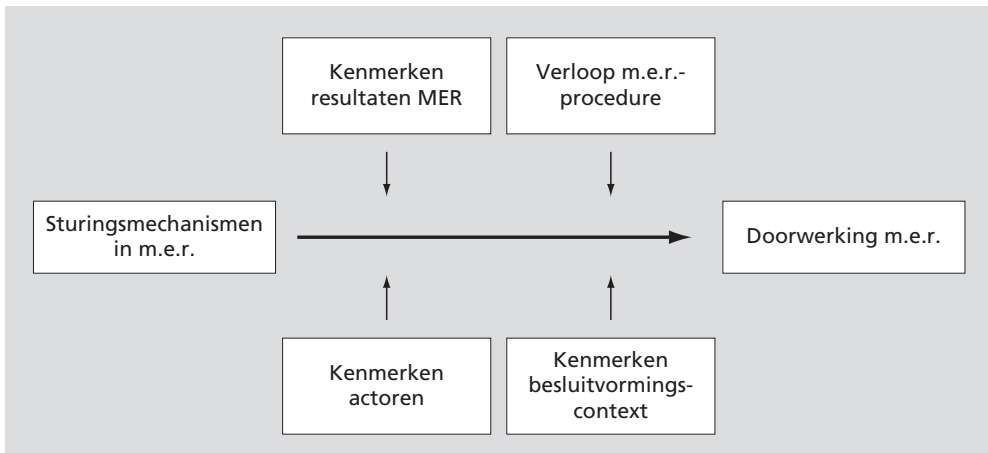 Kenmerken
resultaten MER
Verloop m.e.r.-
procedure
Sturingsmechanismen
in m.e.r.
Doorwerking m.e.r.
Kenmerken
actoren
Kenmerken
besluitvormings-
context